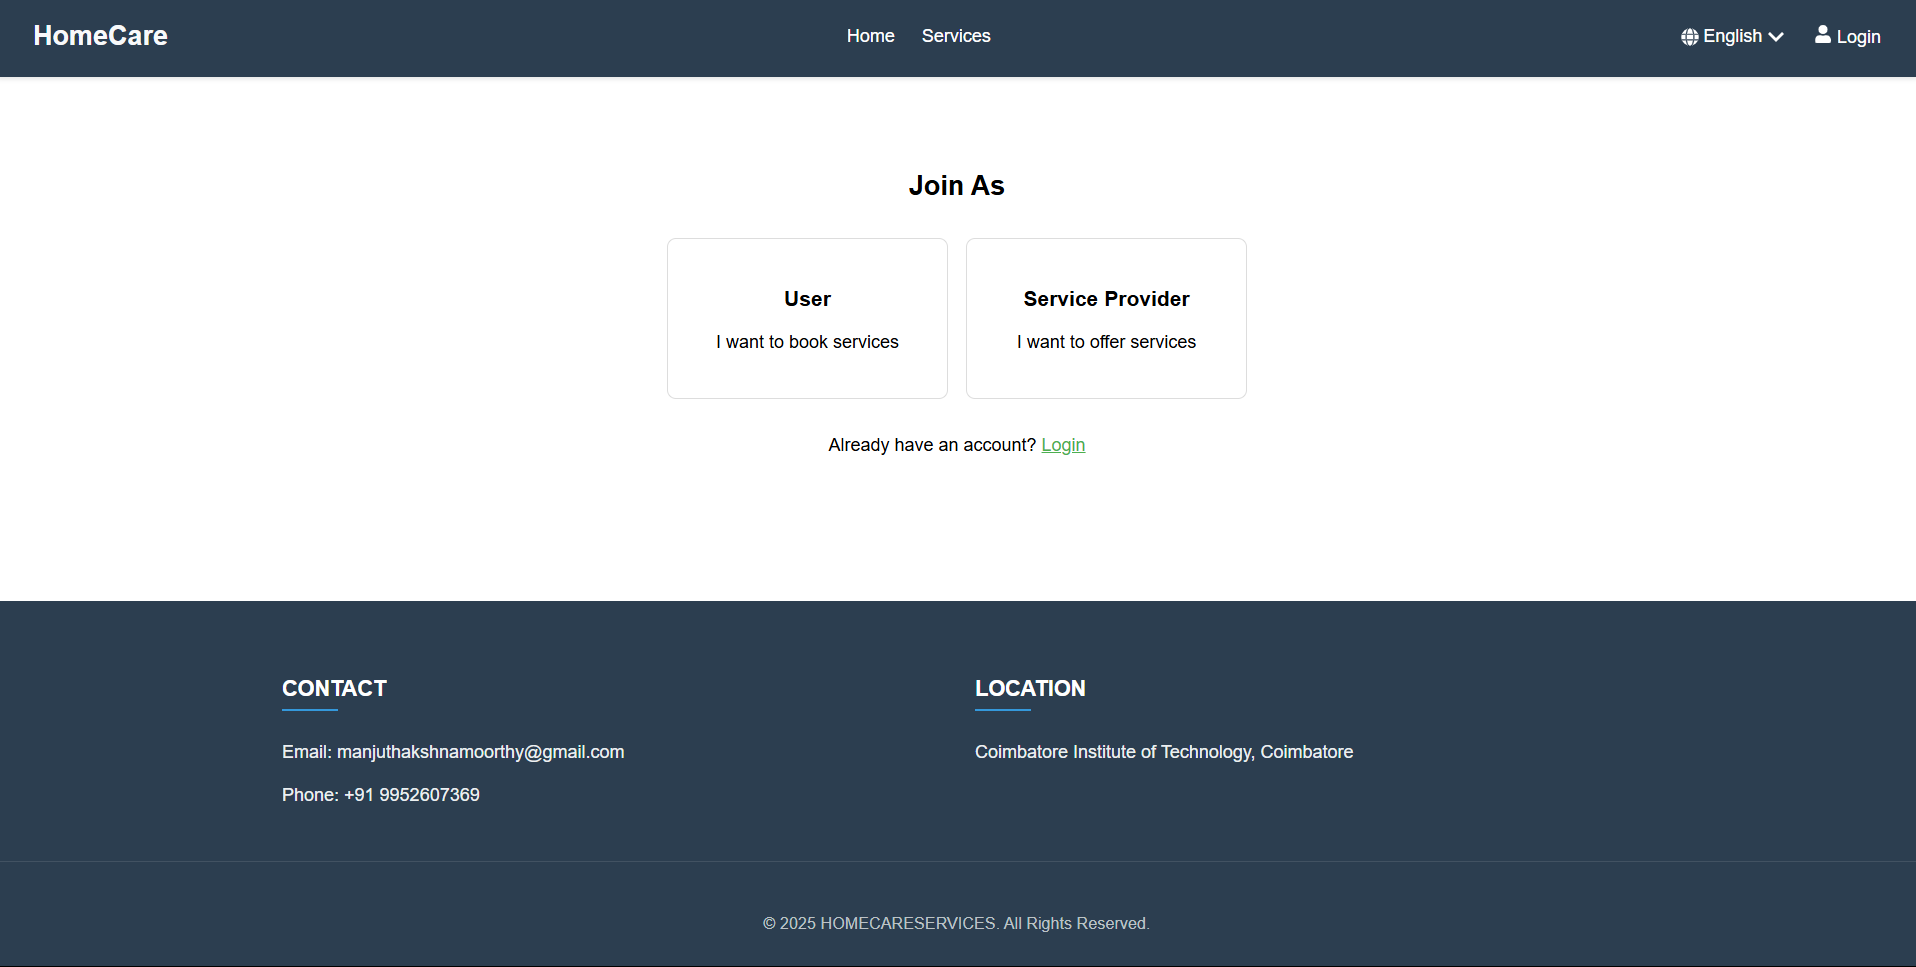 HomeCare
Home Services
English
Login
Join As
User
I want to book services
Service Provider
I want to offer services
Already have an account? Login
CONTACT
Email: manjuthakshnamoorthy@gmail.com
Phone: +91 9952607369
LOCATION
Coimbatore Institute of Technology, Coimbatore
© 2025 HOMECARESERVICES. All Rights Reserved.